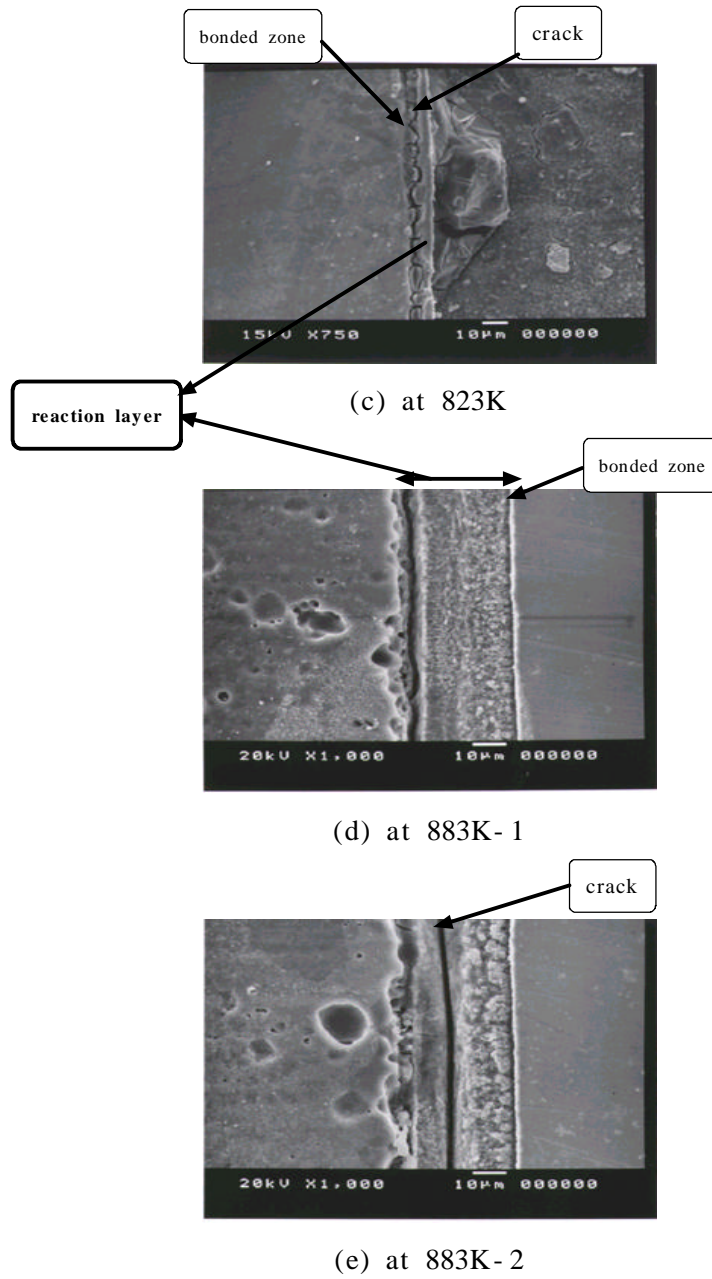 bonded zone
crack
15kV X750 10μm 000000
(c) at 823K
reaction layer
bonded zone
20kV X1,000 10μm 000000
(d) at 883K-1
crack
20kV X1,000 10μm 000000
(e) at 883K-2